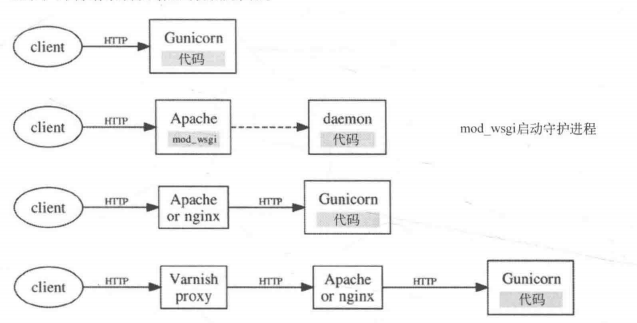 client
HTTP
Gunicorn
代码
client
HTTP
Apache
mod_wsgi
daemon
代码
mod_wsgi启动守护进程
client
HTTP
Apache
or nginx
HTTP
Gunicorn
代码
client
HTTP
Varnish
proxy
HTTP
Apache
or nginx
HTTP
Gunicorn
代码